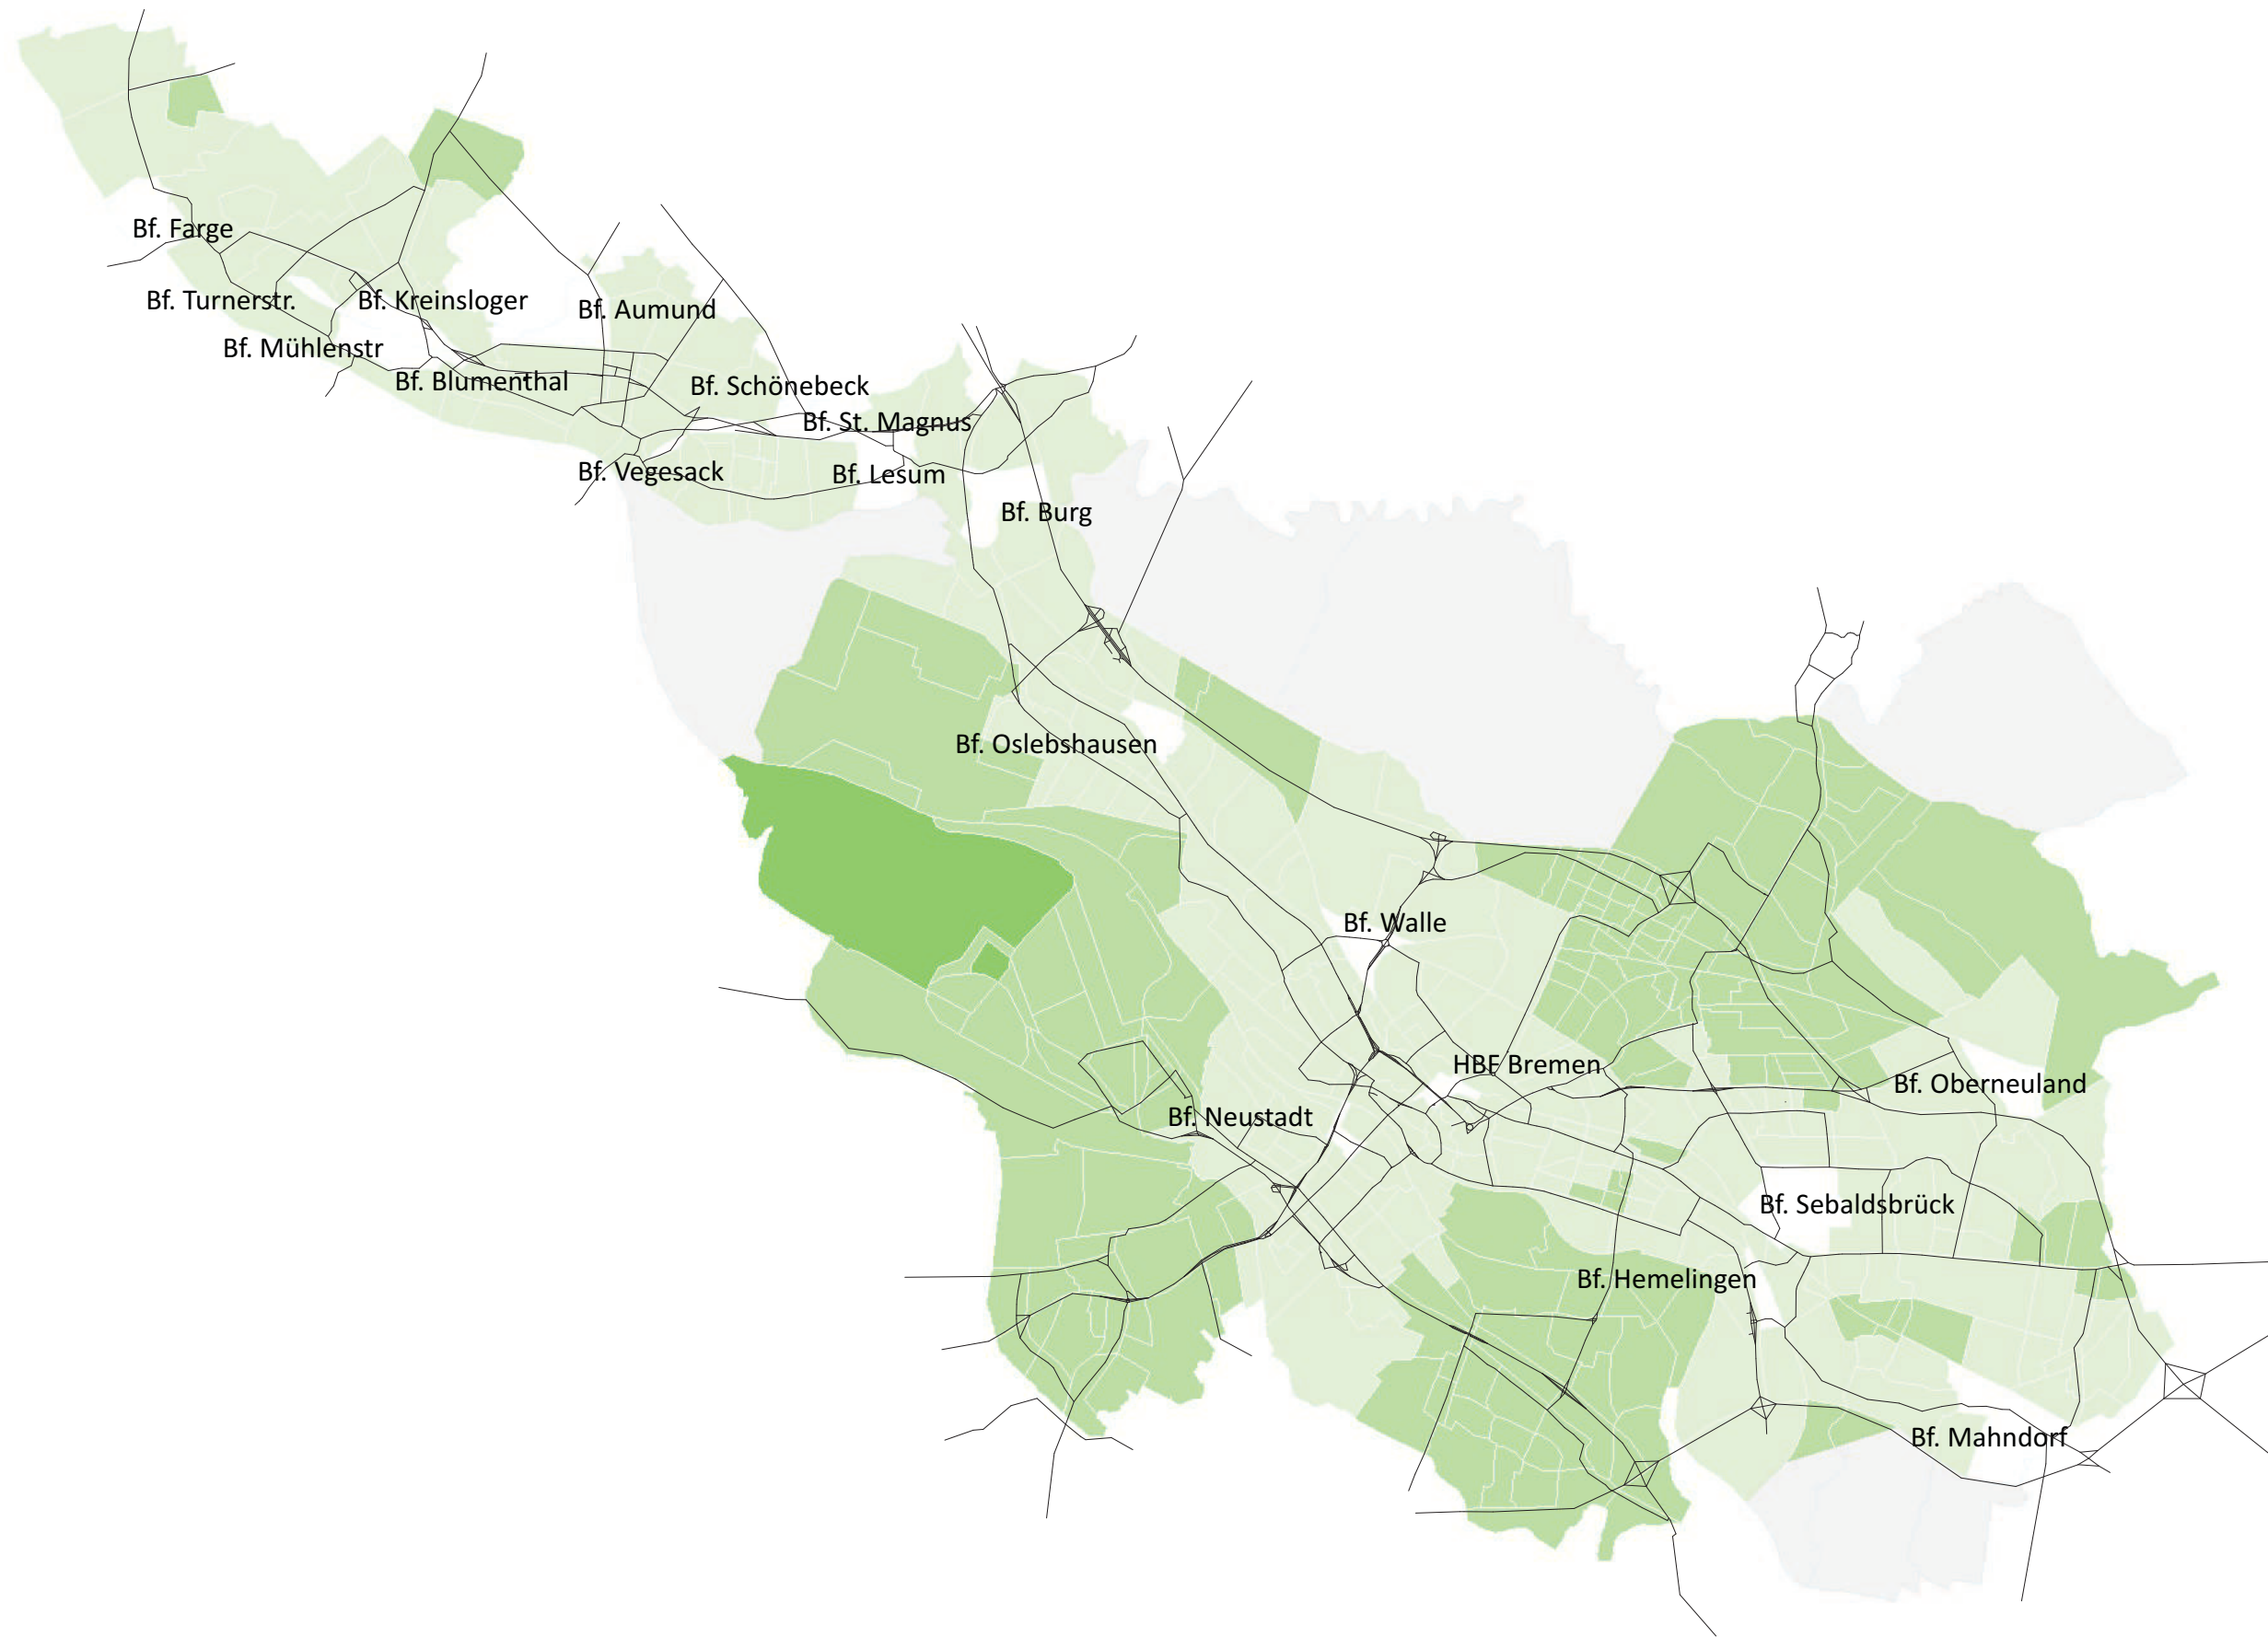 Bf. Farge
Bf. Turnerstr.
Bf. Kreinsloger
Bf. Aumund
Bf. Mühlenstr
Bf. Blumenthal
Bf. Schönebeck
Bf. St. Magnus
Bf. Vegesack
Bf. Lesum
Bf. Burg
Bf. Oslebshausen
Bf. Walle
HBF Bremen
Bf. Oberneuland
Bf. Neustadt
Bf. Sebaldsbrück
Bf. Hemelingen
Bf. Mahndorf